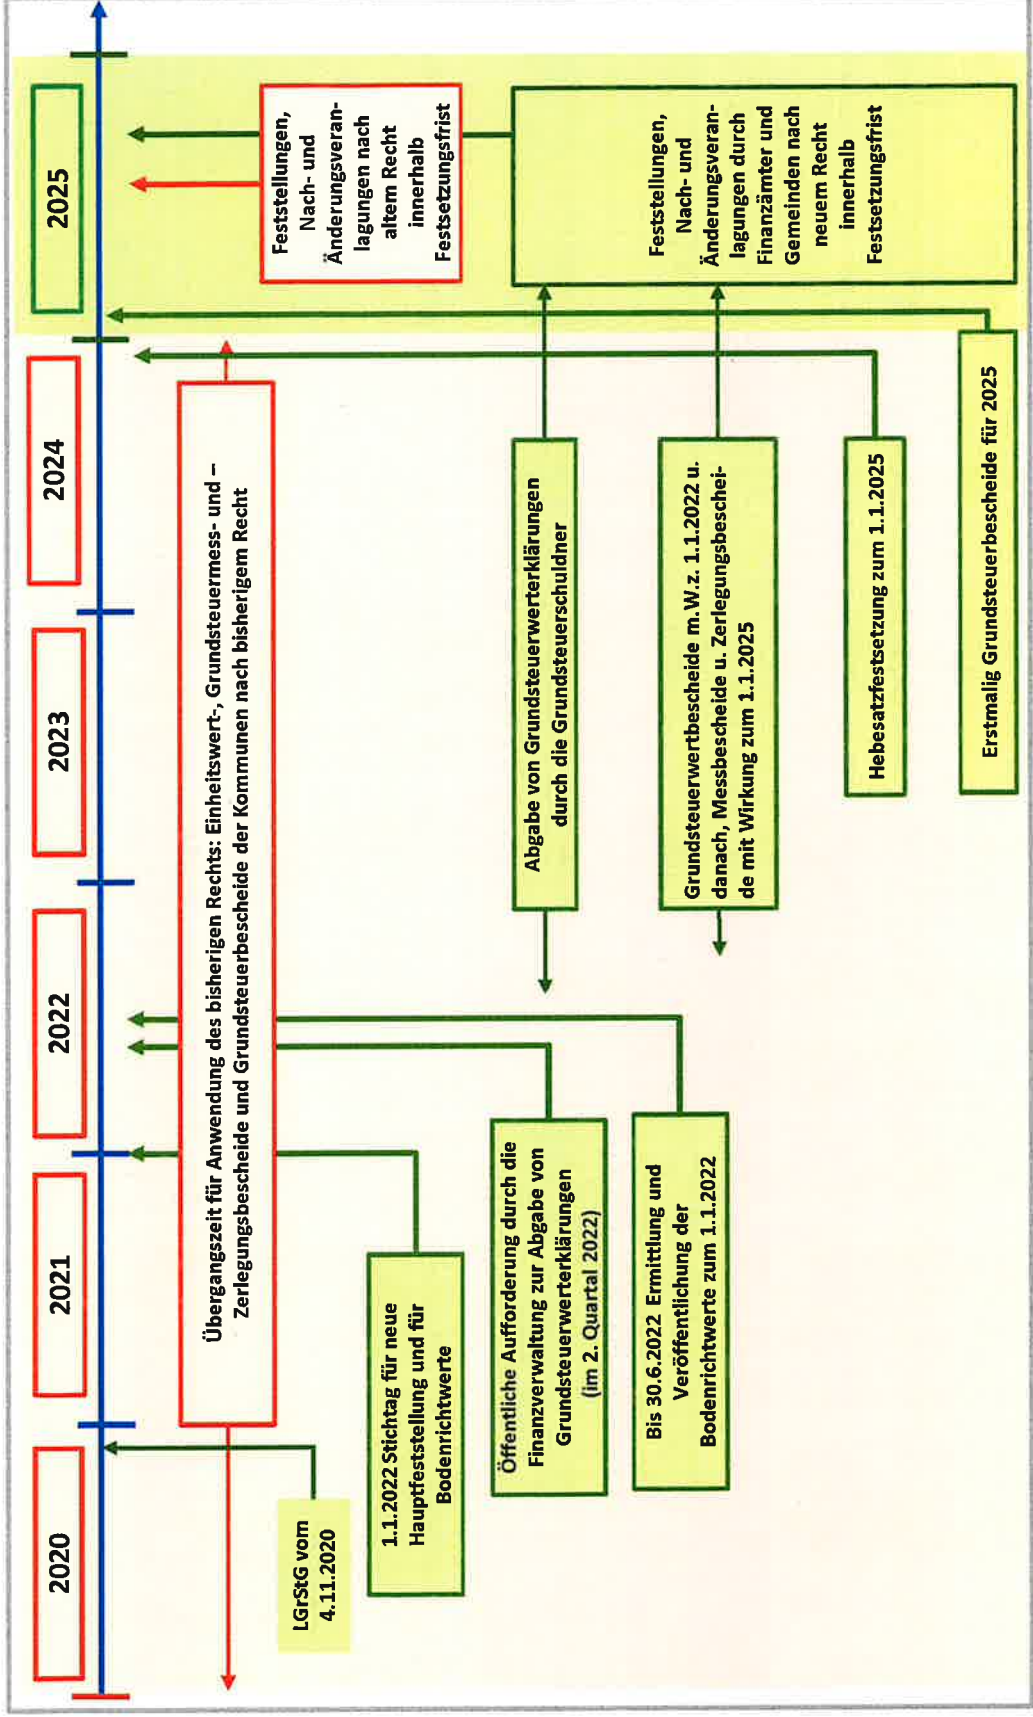 2020
2021
2022
2023
2024
2025
Übergangszeit für Anwendung des bisherigen Rechts: Einheitswert-, Grundsteuermess- und –
Zerlegungsbescheide und Grundsteuerbescheide der Kommunen nach bisherigem Recht
Feststellungen,
Nach- und
Änderungsveran-
lagungen nach
altem Recht
innerhalb
Festsetzungsfrist
LGrStG vom
4.11.2020
1.1.2022 Stichtag für neue
Hauptfeststellung und für
Bodenrichtwerte
Öffentliche Aufforderung durch die
Finanzverwaltung zur Abgabe von
Grundsteuerwerterklärungen
(im 2. Quartal 2022)
Abgabe von Grundsteuerwerterklärungen
durch die Grundsteuerschuldner
Feststellungen,
Nach- und
Änderungsveran-
lagungen durch
Finanzämter und
Gemeinden nach
neuem Recht
innerhalb
Festsetzungsfrist
Bis 30.6.2022 Ermittlung und
Veröffentlichung der
Bodenrichtwerte zum 1.1.2022
Grundsteuerwertbescheide m.W.z. 1.1.2022 u.
danach, Messbescheide u. Zerlegungsbeschei-
de mit Wirkung zum 1.1.2025
Hebesatzfestsetzung zum 1.1.2025
Erstmalig Grundsteuerbescheide für 2025